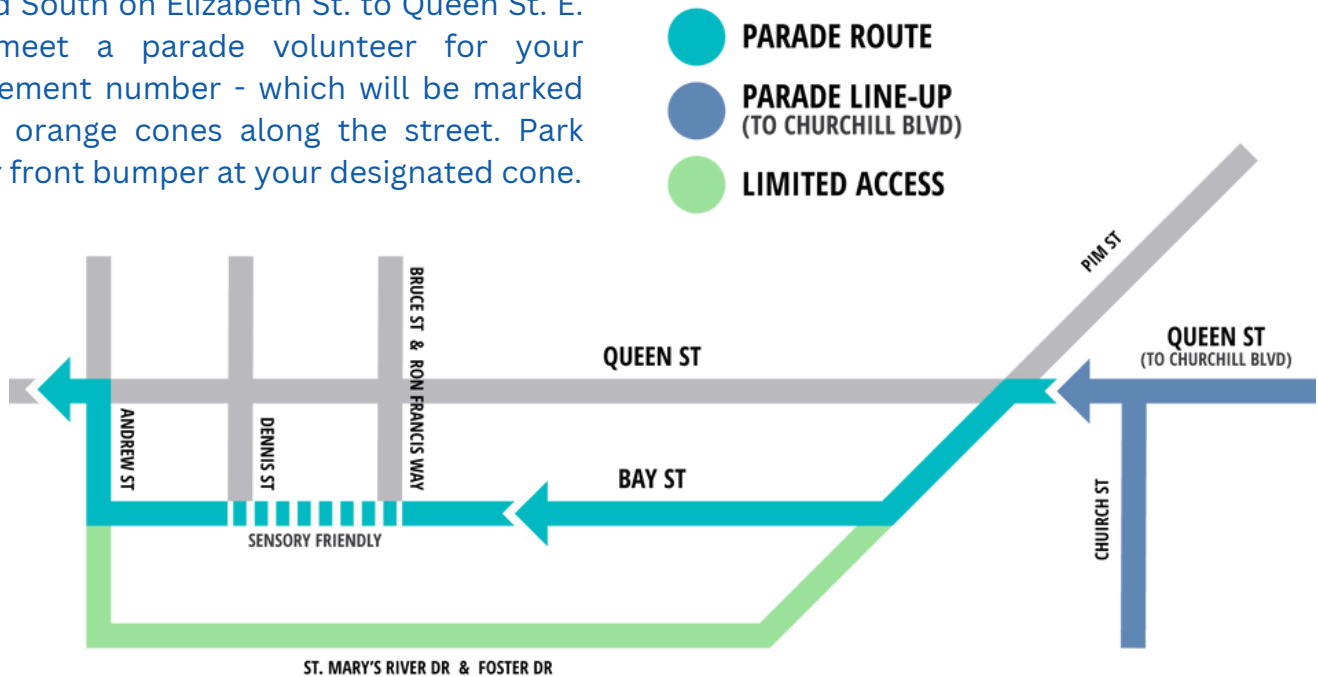 South on Elizabeth St. to Queen St. E.
meet a parade volunteer for your
number - which will be marked
orange cones along the street. Park
front bumper at your designated cone.
PARADE ROUTE
PARADE LINE-UP
(TO CHURCHILL BLVD)
LIMITED ACCESS
PIM ST
QUEEN ST
(TO CHURCHILL BLVD)
QUEEN ST
BRUCE ST & RON FRANCIS WAY
ANDREW ST
DENNIS ST
BAY ST
CHUIRCH ST
SENSORY FRIENDLY
ST. MARY'S RIVER DR & FOSTER DR